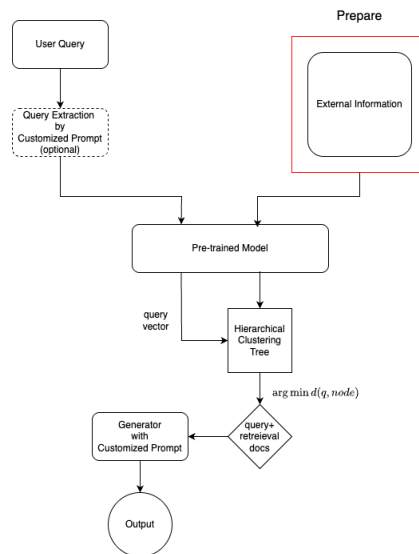 Prepare
User Query
External Information
Query Extraction
by
Customized Prompt
(optional)
Pre-trained Model
query
vector
Hierarchical
Clustering
Tree
arg min d(q, node)
Generator
with
Customized Prompt
query+
retreieval
docs
Output